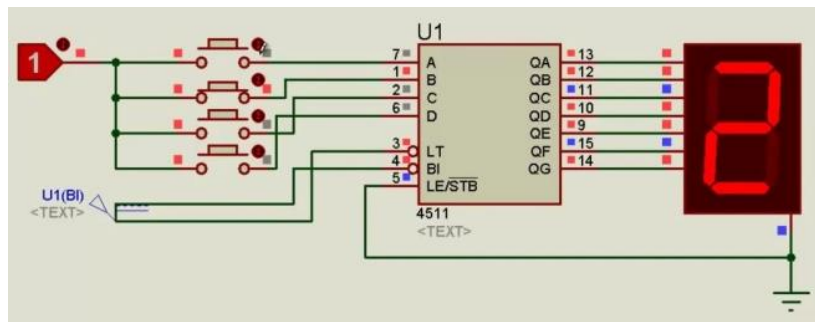 U1
1
7 A QA 13
1 B QB 12
2 C QC 11
6 D QD 10
QE 9
3 LT QF 15
4 BI QG 14
5 LE/STB
U1(BI)
<TEXT>
4511
<TEXT>
2